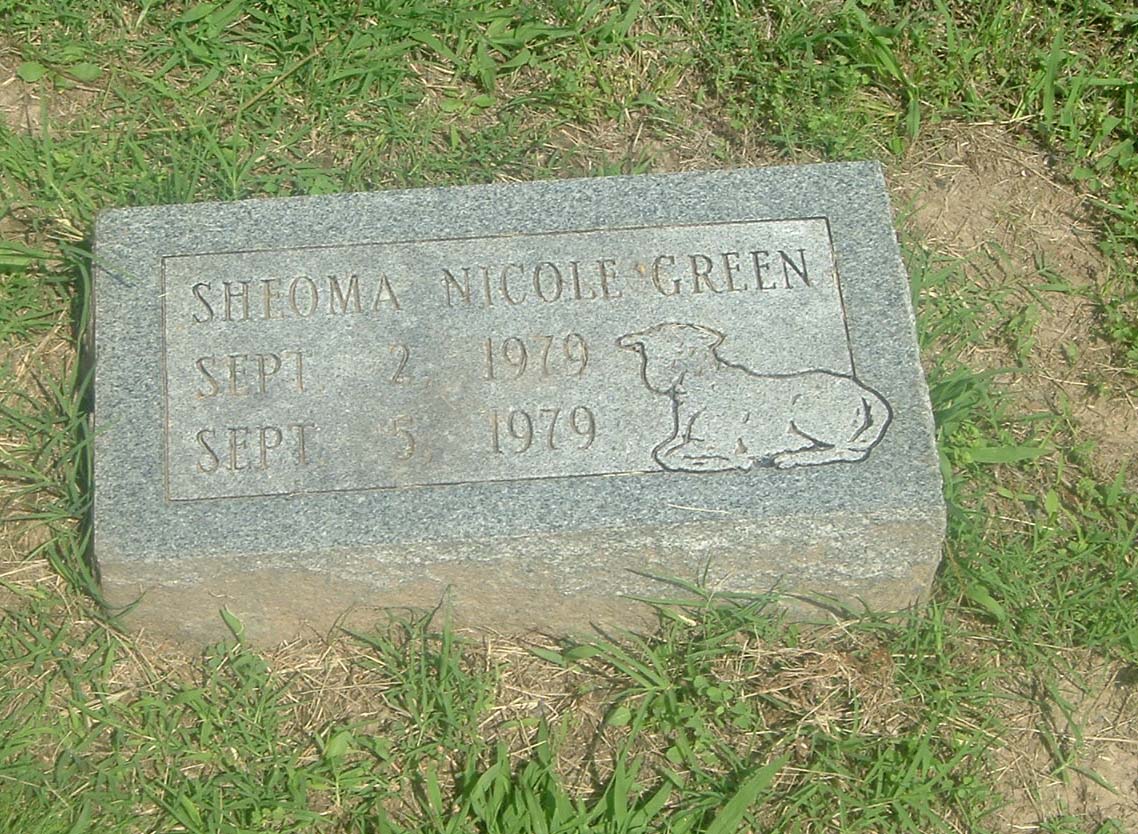 SHEOMA NICOLE GREEN
SEPT. 2, 1979
SEPT. 5, 1979